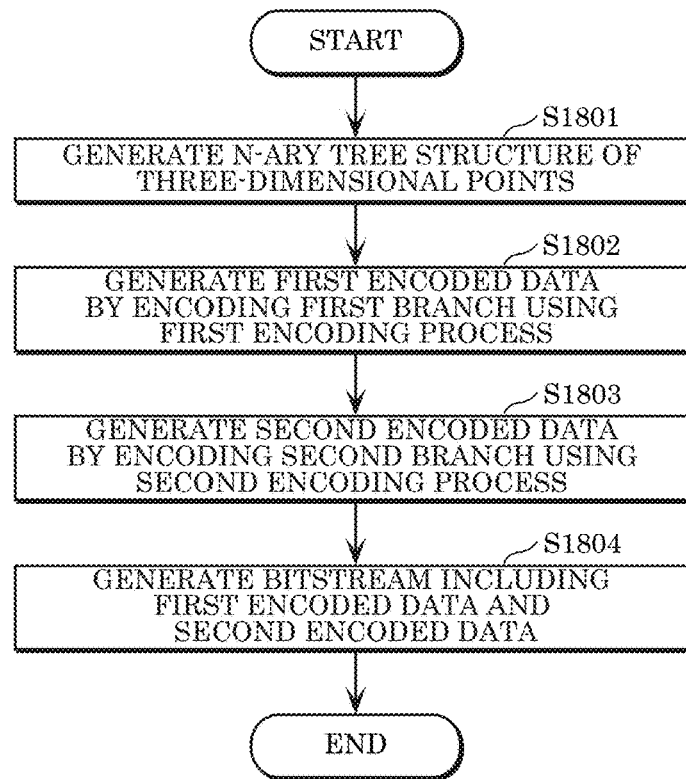 START
S1801
GENERATE N-ARY TREE STRUCTURE OF
THREE-DIMENSIONAL POINTS
S1802
GENERATE FIRST ENCODED DATA
BY ENCODING FIRST BRANCH USING
FIRST ENCODING PROCESS
S1803
GENERATE SECOND ENCODED DATA
BY ENCODING SECOND BRANCH USING
SECOND ENCODING PROCESS
S1804
GENERATE BITSTREAM INCLUDING
FIRST ENCODED DATA AND
SECOND ENCODED DATA
END